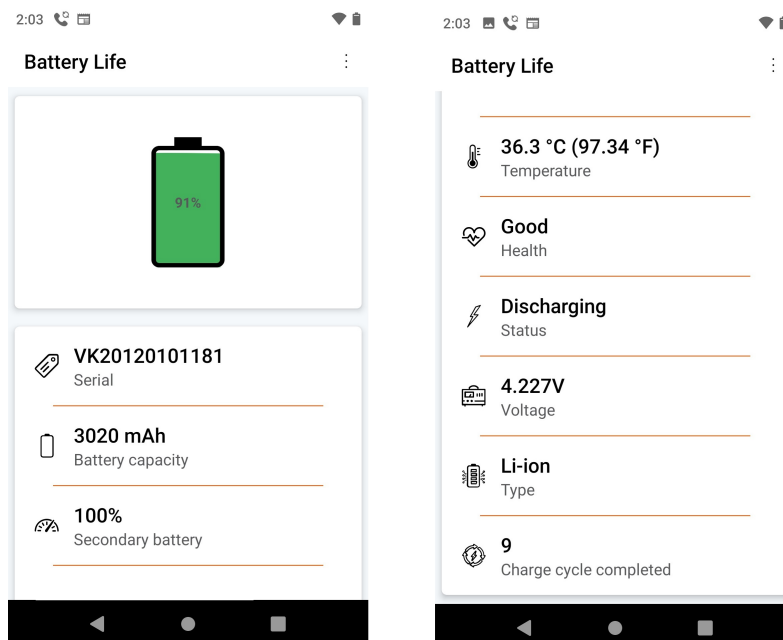 2:03
Battery Life
91%
VK20120101181
Serial
3020 mAh
Battery capacity
100%
Secondary battery
2:03
Battery Life
36.3 °C (97.34 °F)
Temperature
Good
Health
Discharging
Status
4.227V
Voltage
Li-ion
Type
9
Charge cycle completed